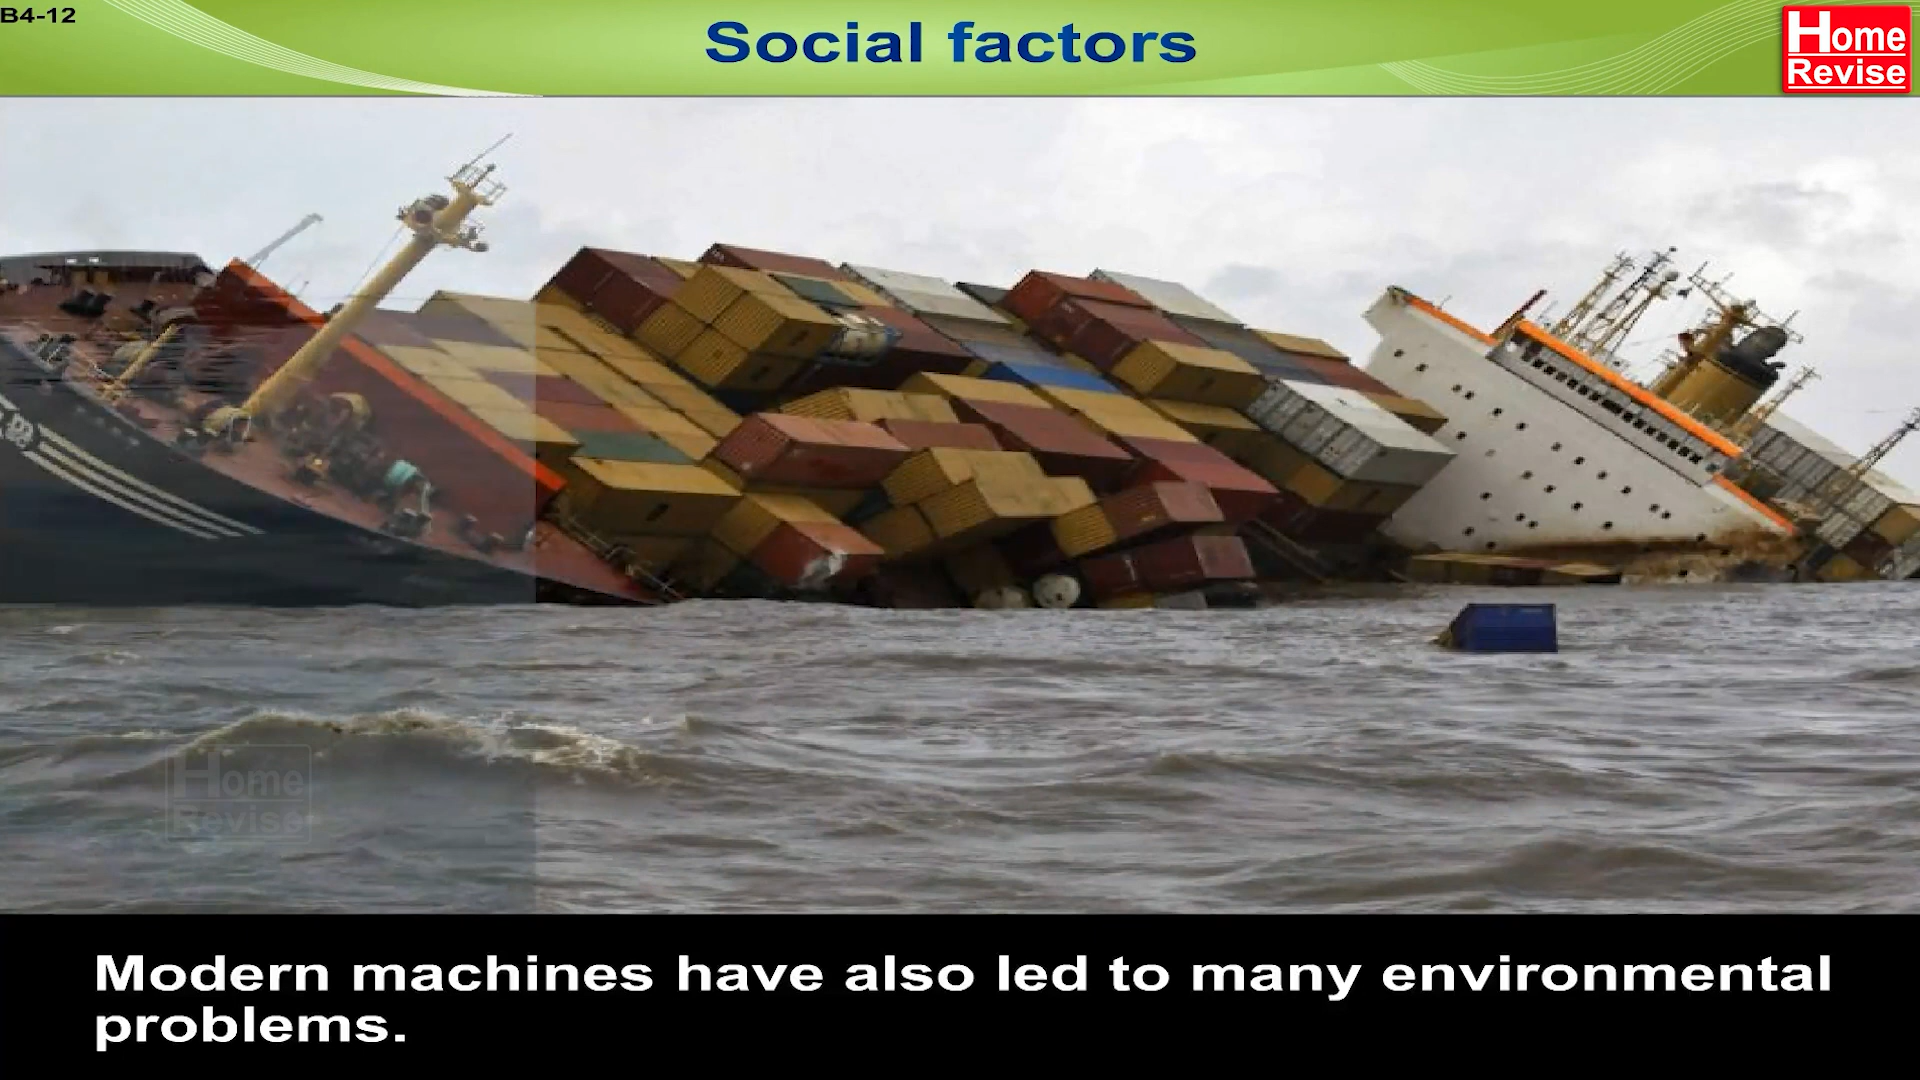 B4-12
Social factors
Home
Revise
Home
Revise
Modern machines have also led to many environmental
problems.